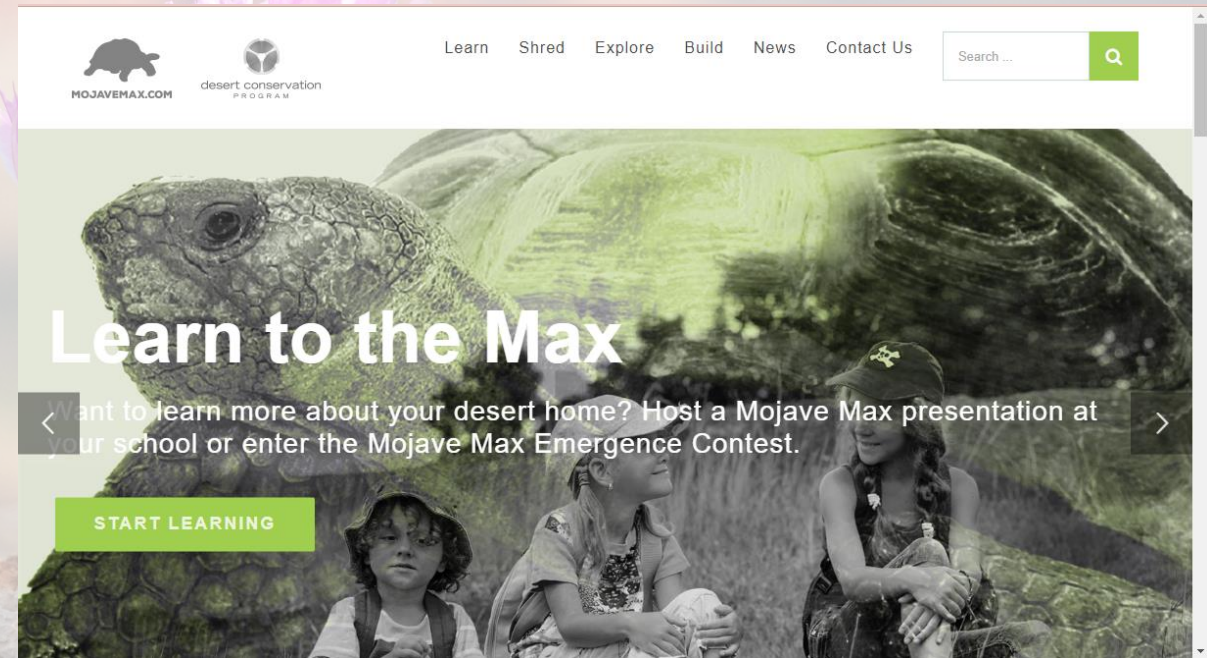 MOJAVEMAX.COM
desert conservation
PROGRAM
Learn Shred Explore Build News Contact Us
Search ...
Learn to the Max
Want to learn more about your desert home? Host a Mojave Max presentation at
your school or enter the Mojave Max Emergence Contest.
START LEARNING